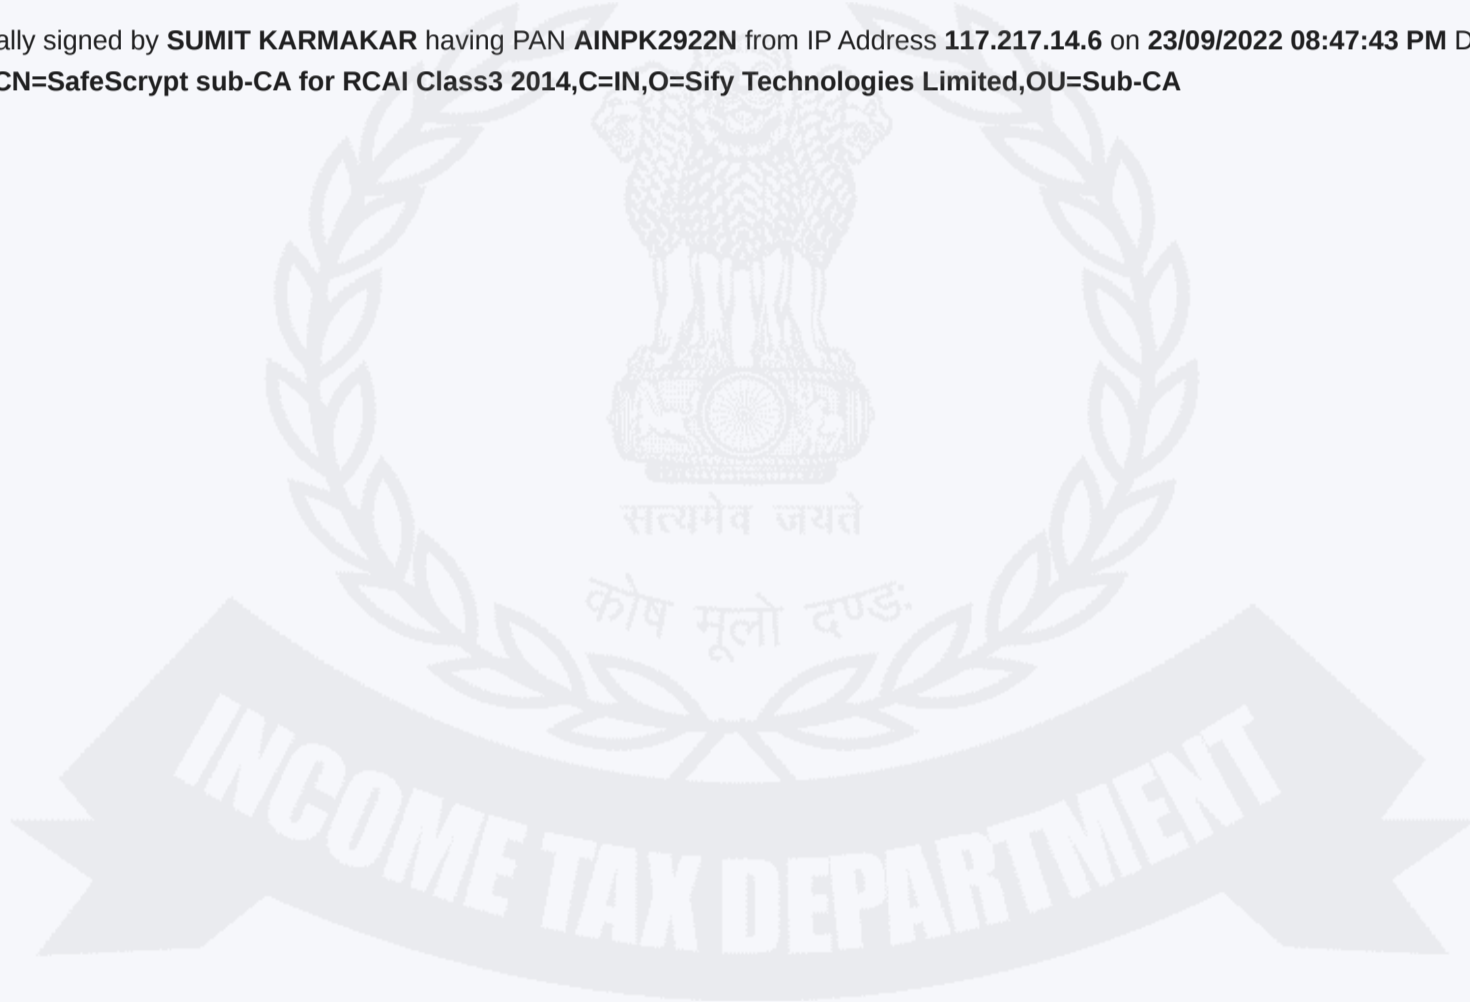 ally signed by SUMIT KARMAKAR having PAN AINPK2922N from IP Address 117.217.14.6 on 23/09/2022 08:47:43 PM D
CN=SafeScrypt sub-CA for RCAI Class3 2014,C=IN,O=Sify Technologies Limited,OU=Sub-CA
सत्यमेव जयते
कोष मूलो दण्डः
INCOME TAX DEPARTMENT